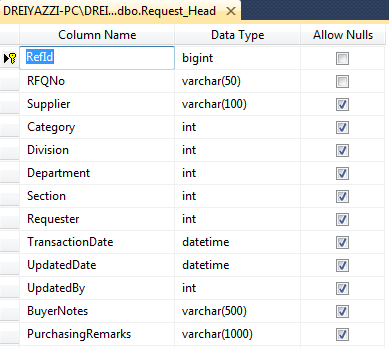 DREIYAZZI-PC\DREI...dbo.Request_Head
Column Name Data Type Allow Nulls
RefId bigint
RFQNo varchar(50)
Supplier varchar(100)
Category int
Division int
Department int
Section int
Requester int
TransactionDate datetime
UpdatedDate datetime
UpdatedBy int
BuyerNotes varchar(500)
PurchasingRemarks varchar(1000)